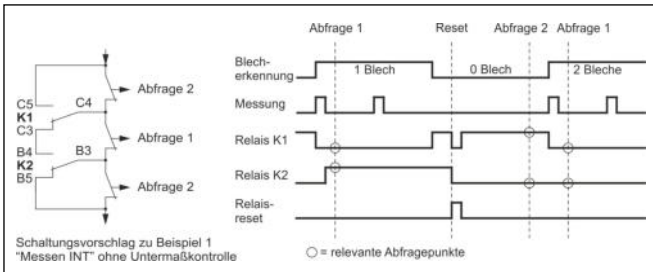 Abfrage 1
Reset
Abfrage 2
Abfrage 1
Blech-
erkennung
1 Blech
0 Blech
2 Bleche
Messung
Relais K1
Relais K2
Relais-
reset
= relevante Abfragepunkte
Abfrage 2
C5
C4
K1
C3
Abfrage 1
B4
B3
K2
B5
Abfrage 2
Schaltungsvorschlag zu Beispiel 1
"Messen INT" ohne Untermaßkontrolle